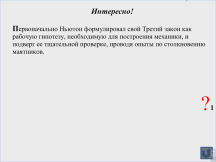 Интересно!
Первоначально Ньютон формулировал свой Третий закон как
рабочую гипотезу, необходимую для построения механики, и
подверг ее тщательной проверке, проводя опыты по столкновению
маятников.
?1